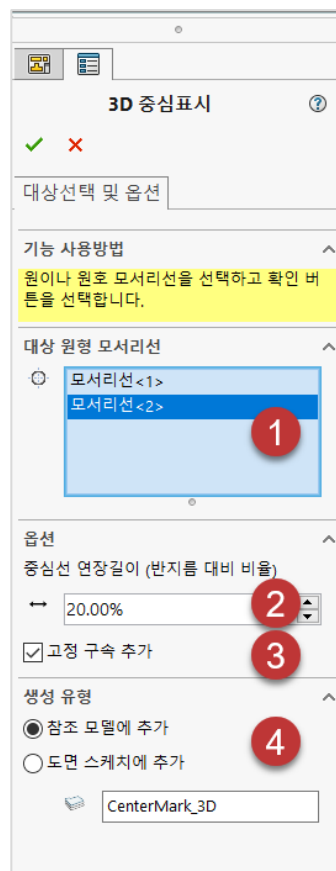 3D 중심표시
대상선택 및 옵션
기능 사용방법
원이나 원호 모서리선을 선택하고 확인 버
튼을 선택합니다.
대상 원형 모서리선
모서리선<1>
모서리선<2>
1
옵션
중심선 연장길이 (반지름 대비 비율)
20.00%
2
고정 구속 추가
3
생성 유형
참조 모델에 추가
4
도면 스케치에 추가
CenterMark_3D